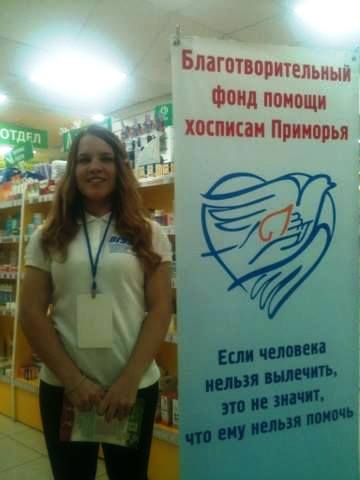 Благотворительный
фонд помощи
хосписам Приморья
Если человека
нельзя вылечить,
это не значит,
что ему нельзя помочь
ОТДЕЛ